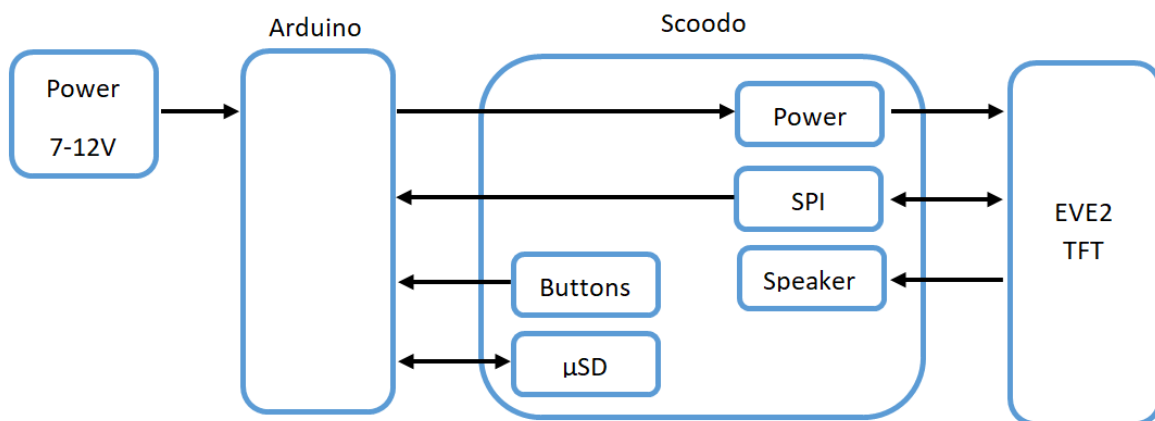 Arduino
Scoodo
Power
7-12V
Power
SPI
Buttons
Speaker
µSD
EVE2
TFT